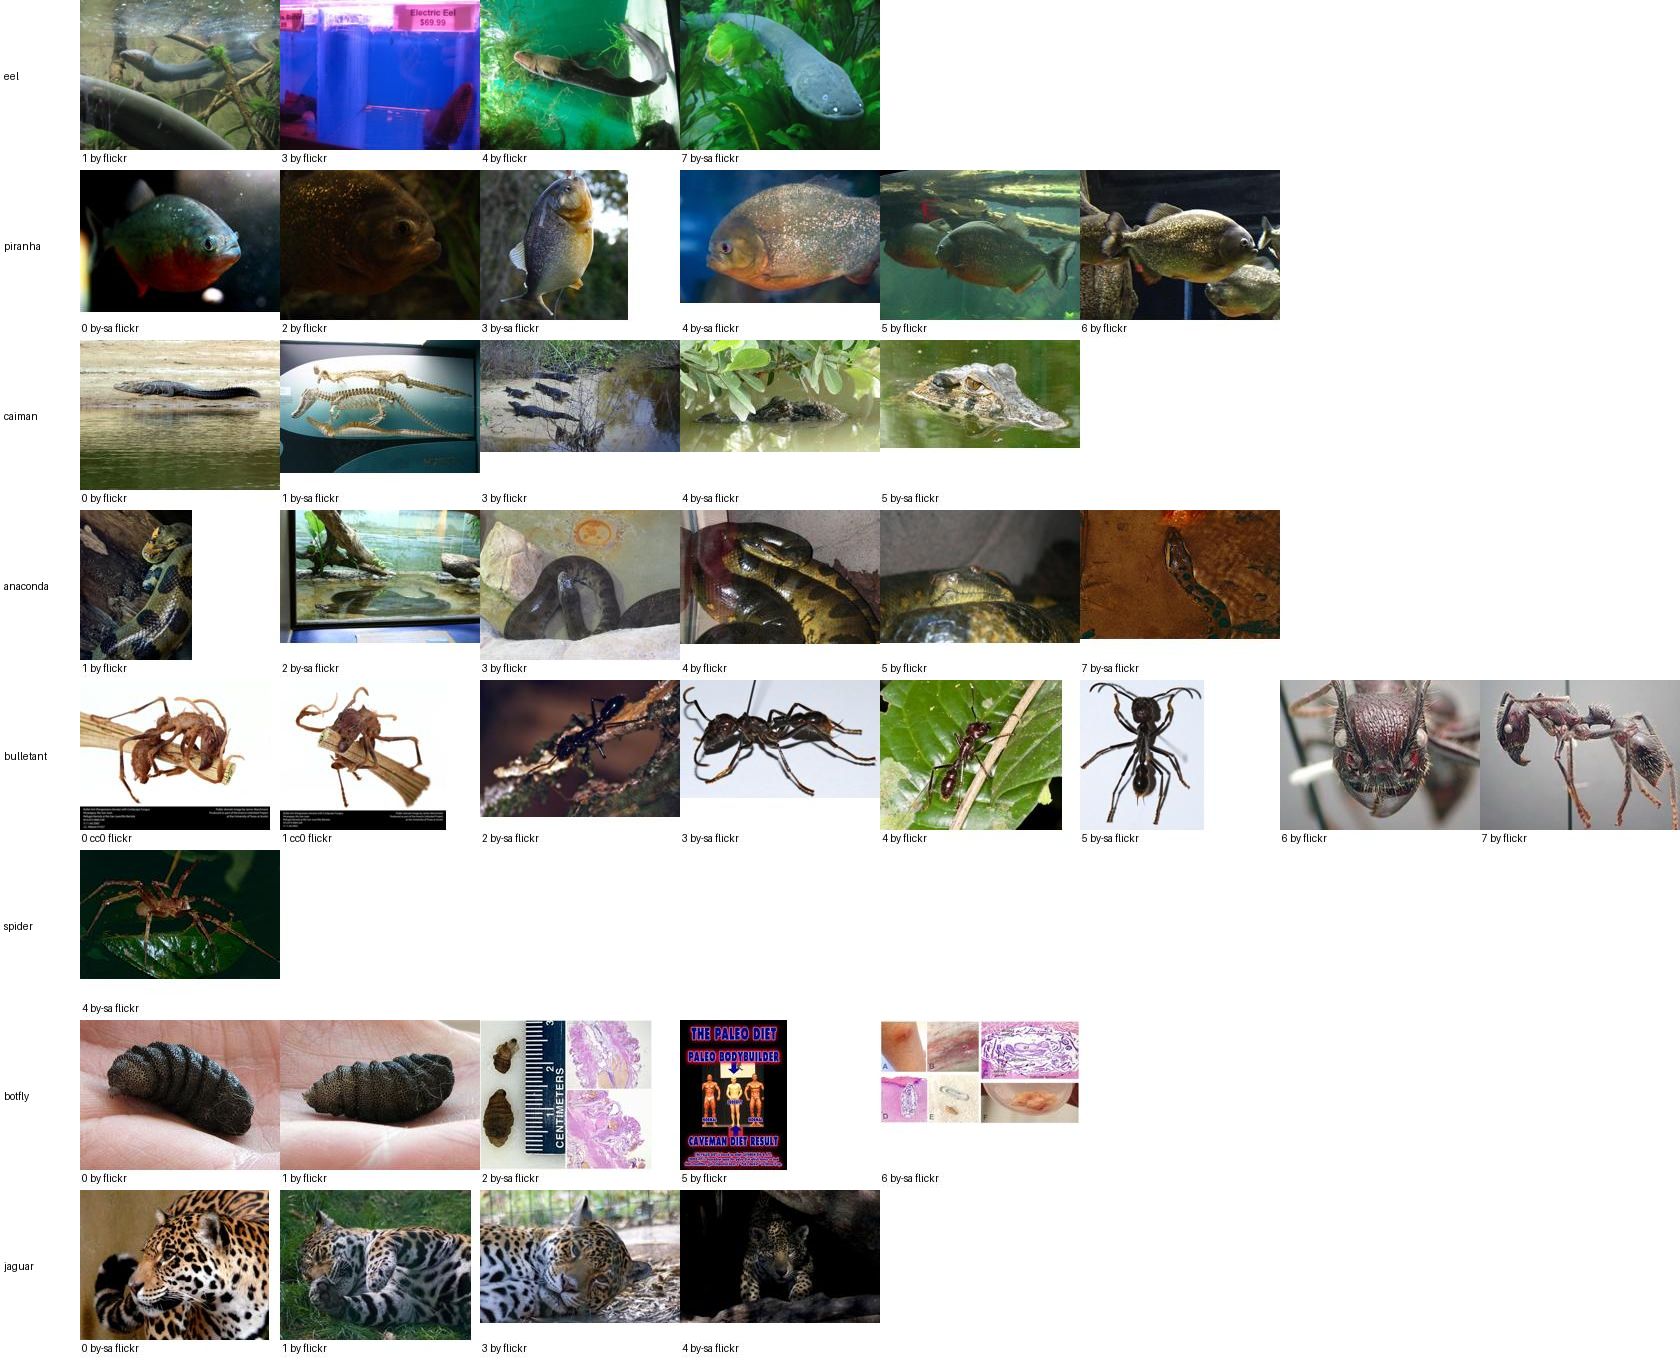 eel
Electric Eel
$69.99
1 by flickr
3 by flickr
4 by flickr
7 by-sa flickr
piranha
0 by-sa flickr
2 by flickr
3 by-sa flickr
4 by-sa flickr
5 by flickr
6 by flickr
caiman
0 by flickr
1 by-sa flickr
3 by flickr
4 by-sa flickr
5 by-sa flickr
anaconda
1 by flickr
2 by-sa flickr
3 by flickr
4 by flickr
5 by flickr
7 by-sa flickr
bulletant
0 cc0 flickr
1 cc0 flickr
2 by-sa flickr
3 by-sa flickr
4 by flickr
5 by-sa flickr
6 by flickr
7 by flickr
spider
4 by-sa flickr
botfly
CENTIMETERS
1
2
3
THE PALEO DIET
PALEO BODYBUILDER
CAVEMAN DIET RESULT
A
B
D
E
F
0 by flickr
1 by flickr
2 by-sa flickr
5 by flickr
6 by-sa flickr
jaguar
0 by-sa flickr
1 by flickr
3 by flickr
4 by-sa flickr